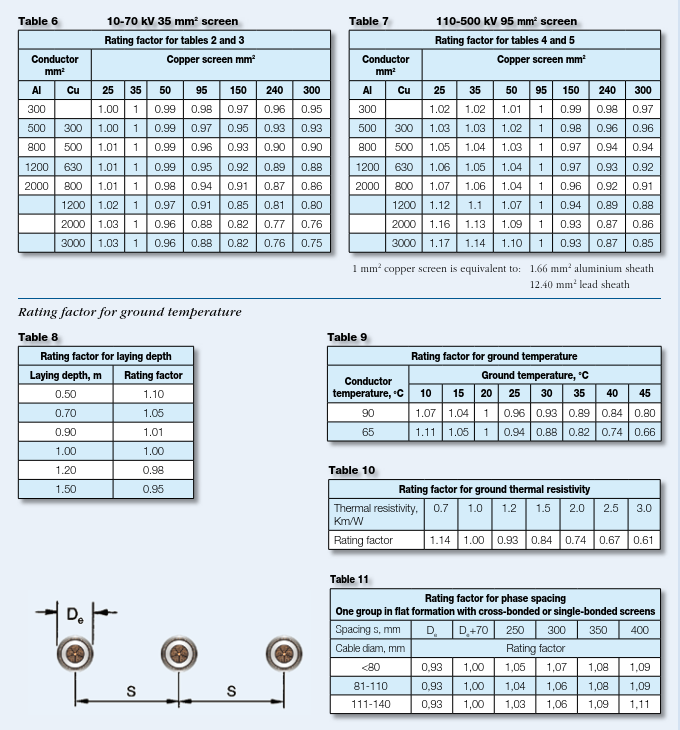 Table 6 10-70 kV 35 mm² screen
Rating factor for tables 2 and 3
Conductor mm² Copper screen mm²
Al Cu 25 35 50 95 150 240 300
300 1.00 1 0.99 0.98 0.97 0.96 0.95
500 300 1.00 1 0.99 0.97 0.95 0.93 0.93
800 500 1.01 1 0.99 0.96 0.93 0.90 0.90
1200 630 1.01 1 0.99 0.95 0.92 0.89 0.88
2000 800 1.01 1 0.98 0.94 0.91 0.87 0.86
1200 1.02 1 0.97 0.91 0.85 0.81 0.80
2000 1.03 1 0.96 0.88 0.82 0.77 0.76
3000 1.03 1 0.96 0.88 0.82 0.76 0.75
Table 7 110-500 kV 95 mm² screen
Rating factor for tables 4 and 5
Conductor mm² Copper screen mm²
Al Cu 25 35 50 95 150 240 300
300 1.02 1.02 1.01 1 0.99 0.98 0.97
500 300 1.03 1.03 1.02 1 0.98 0.96 0.96
800 500 1.05 1.04 1.03 1 0.97 0.94 0.94
1200 630 1.06 1.05 1.04 1 0.97 0.93 0.92
2000 800 1.07 1.06 1.04 1 0.96 0.92 0.91
1200 1.12 1.1 1.07 1 0.94 0.89 0.88
2000 1.16 1.13 1.09 1 0.93 0.87 0.86
3000 1.17 1.14 1.10 1 0.93 0.87 0.85
1 mm² copper screen is equivalent to: 1.66 mm² aluminium sheath
12.40 mm² lead sheath
Rating factor for ground temperature
Table 8
Rating factor for laying depth
Laying depth, m Rating factor
0.50 1.10
0.70 1.05
0.90 1.01
1.00 1.00
1.20 0.98
1.50 0.95
Table 9
Rating factor for ground temperature
Conductor temperature, °C Ground temperature, °C
10 15 20 25 30 35 40 45
90 1.07 1.04 1 0.96 0.93 0.89 0.84 0.80
65 1.11 1.05 1 0.94 0.88 0.82 0.74 0.66
Table 10
Rating factor for ground thermal resistivity
Thermal resistivity, Km/W 0.7 1.0 1.2 1.5 2.0 2.5 3.0
Rating factor 1.14 1.00 0.93 0.84 0.74 0.67 0.61
Table 11
Rating factor for phase spacing
One group in flat formation with cross-bonded or single-bonded screens
Spacing s, mm Dₑ Dₑ+70 250 300 350 400
Cable diam, mm Rating factor
<80 0,93 1,00 1,05 1,07 1,08 1,09
81-110 0,93 1,00 1,04 1,06 1,08 1,09
111-140 0,93 1,00 1,03 1,06 1,09 1,11
Dₑ
S S